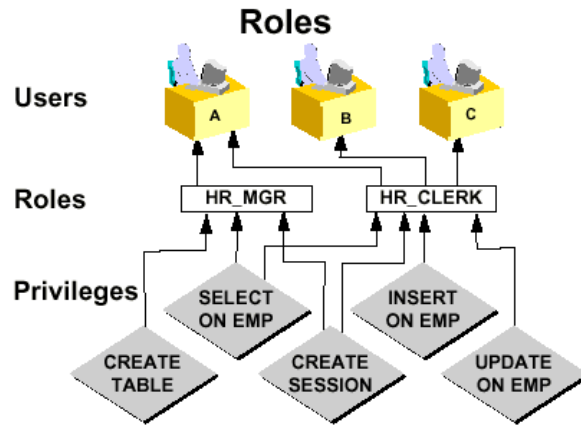 Roles
Users
A
B
C
Roles
HR_MGR
HR_CLERK
Privileges
SELECT
ON EMP
INSERT
ON EMP
CREATE
TABLE
CREATE
SESSION
UPDATE
ON EMP